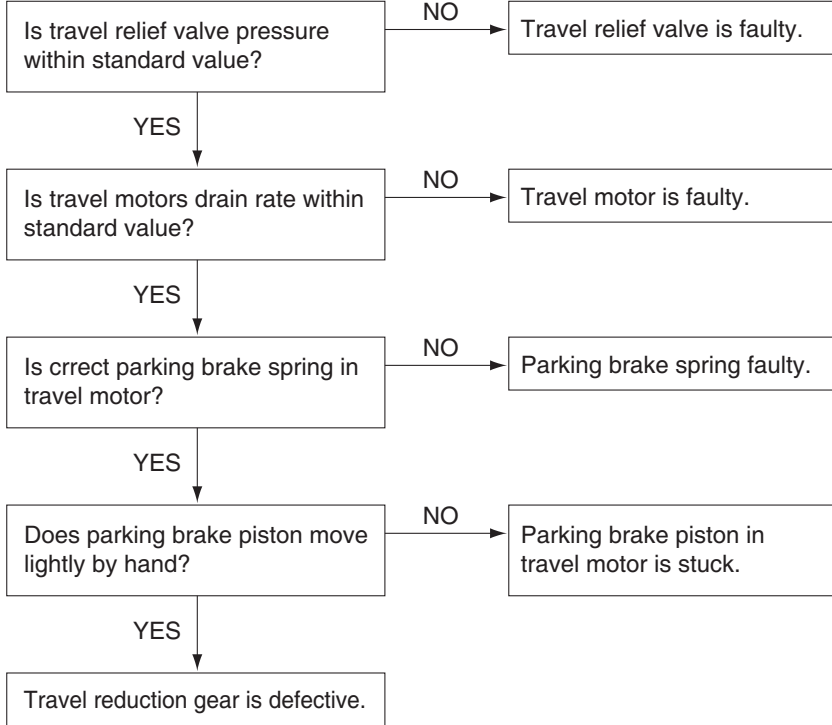 Is travel relief valve pressure
within standard value?
NO
Travel relief valve is faulty.
YES
Is travel motors drain rate within
standard value?
NO
Travel motor is faulty.
YES
Is crrect parking brake spring in
travel motor?
NO
Parking brake spring faulty.
YES
Does parking brake piston move
lightly by hand?
NO
Parking brake piston in
travel motor is stuck.
YES
Travel reduction gear is defective.